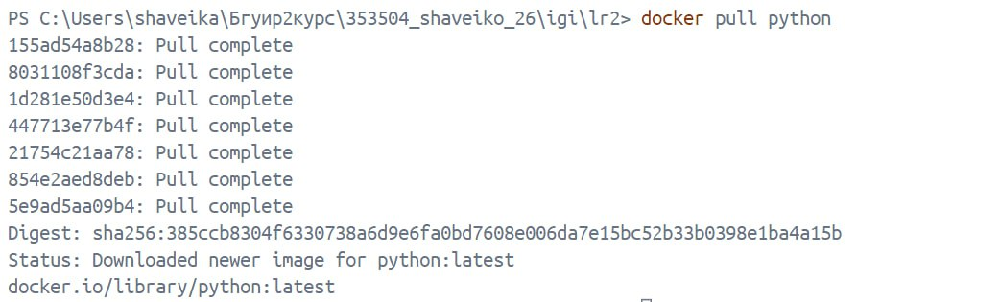 PS C:\Users\shaveika\Бгуир2курс\353504_shaveiko_26\igi\lr2> docker pull python
155ad54a8b28: Pull complete
8031108f3cda: Pull complete
1d281e50d3e4: Pull complete
447713e77b4f: Pull complete
21754c21aa78: Pull complete
854e2aed8deb: Pull complete
5e9ad5aa09b4: Pull complete
Digest: sha256:385ccb8304f6330738a6d9e6fa0bd7608e006da7e15bc52b33b0398e1ba4a15b
Status: Downloaded newer image for python:latest
docker.io/library/python:latest